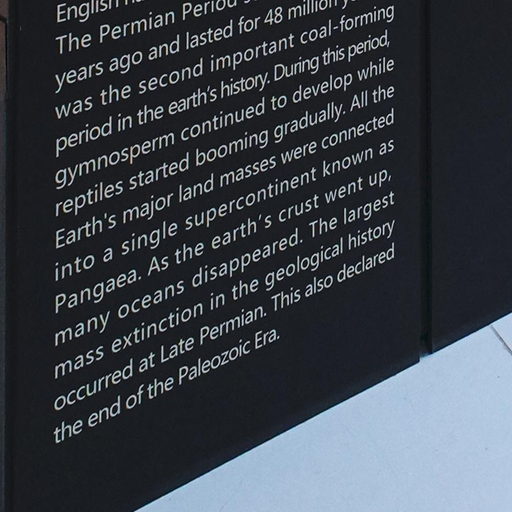 English
The Permian Period
years ago and lasted for 48 million
was the second important coal-forming
period in the earth's history. During this period,
gymnosperm continued to develop while
reptiles started booming gradually. All the
Earth's major land masses were connected
into a single supercontinent known as
Pangaea. As the earth's crust went up,
many oceans disappeared. The largest
mass extinction in the geological history
occurred at Late Permian. This also declared
the end of the Paleozoic Era.